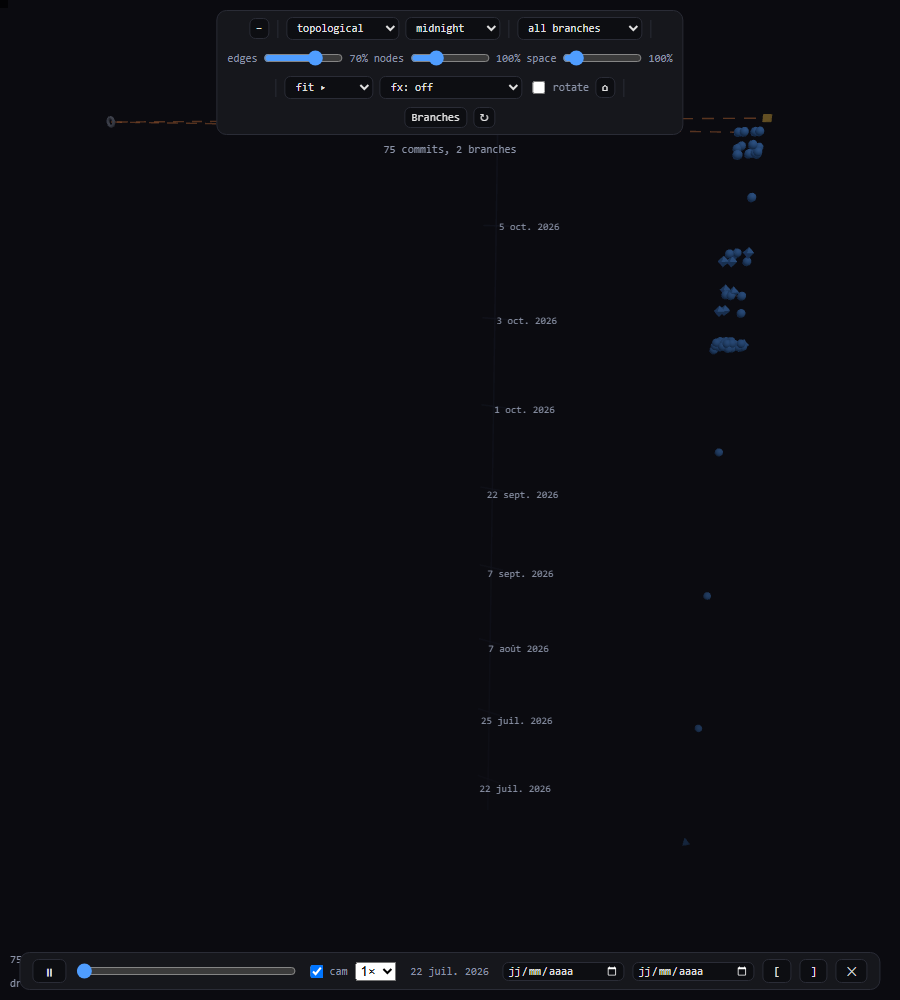 − topological midnight all branches
edges 70% nodes 100% space 100%
fit ▸ fx: off rotate ⌂
Branches ↻
75 commits, 2 branches
5 oct. 2026
3 oct. 2026
1 oct. 2026
22 sept. 2026
7 sept. 2026
7 août 2026
25 juil. 2026
22 juil. 2026
75
cam 1× 22 juil. 2026 jj/mm/aaaa jj/mm/aaaa [ ] ✕
dr